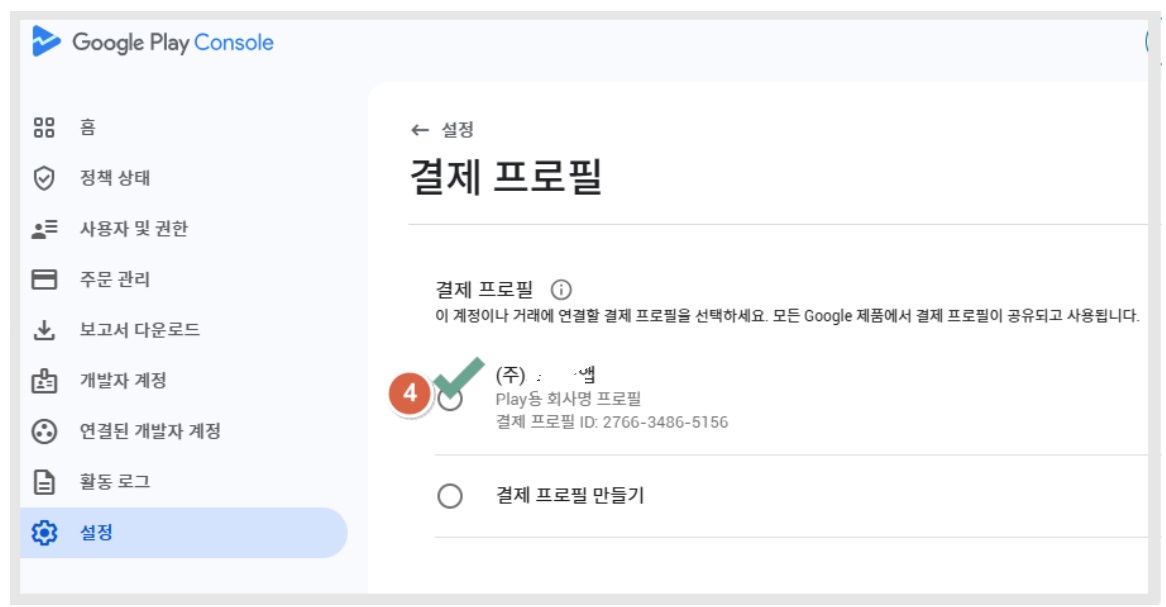 Google Play Console
홈
정책 상태
사용자 및 권한
주문 관리
보고서 다운로드
개발자 계정
연결된 개발자 계정
활동 로그
설정
← 설정
결제 프로필
결제 프로필
이 계정이나 거래에 연결할 결제 프로필을 선택하세요. 모든 Google 제품에서 결제 프로필이 공유되고 사용됩니다.
4
(주) 앱
Play용 회사명 프로필
결제 프로필 ID: 2766-3486-5156
결제 프로필 만들기